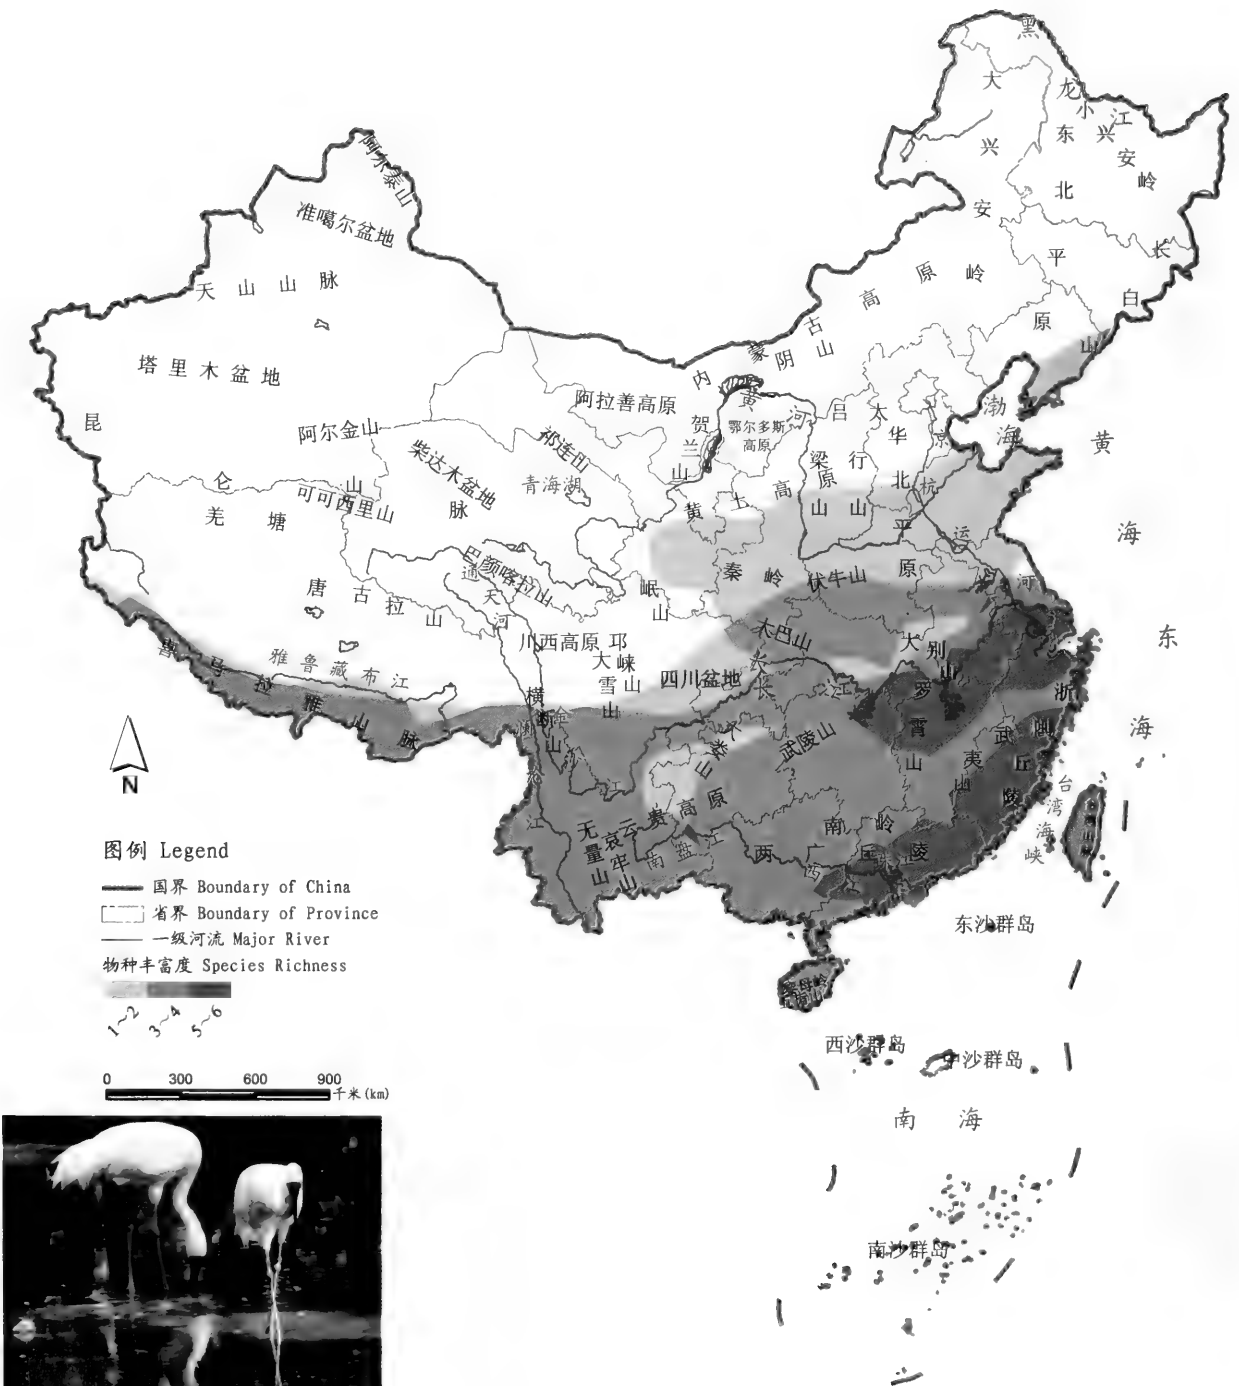 黑
龙
江
大
兴
安
岭
小
兴
安
岭
东
北
平
原
长
白
山
阿尔泰山
准噶尔盆地
天山山脉
塔里木盆地
昆
仑
山
脉
阿尔金山
柴达木盆地
祁连山
青海湖
阿拉善高原
贺
兰
山
内
蒙
古
高
原
阴山
黄
河
鄂尔多斯
高原
吕
梁
山
太
行
山
华
北
平
原
京
杭
运
河
渤
海
黄
海
东
海
黄
土
高
原
可可西里山
羌塘
唐古拉山
巴颜喀拉山
通
天
河
岷
山
秦岭
伏牛山
大巴山
大
别
山
川西高原
邛
崃
山
大
雪
山
四川盆地
长
江
喜马拉雅山脉
雅鲁藏布江
横
断
山
金
江
江
大娄山
武陵山
罗
霄
山
武
夷
山
浙
闽
丘
陵
台
湾
海
峡
无
量
山
哀
牢
山
云贵高原
南盘江
南岭
两广丘陵
西
江
东沙群岛
西沙群岛
中沙群岛
南海
南沙群岛
N
图例 Legend
国界 Boundary of China
省界 Boundary of Province
一级河流 Major River
物种丰富度 Species Richness
1~2
3~4
5~6
0 300 600 900
千米(km)